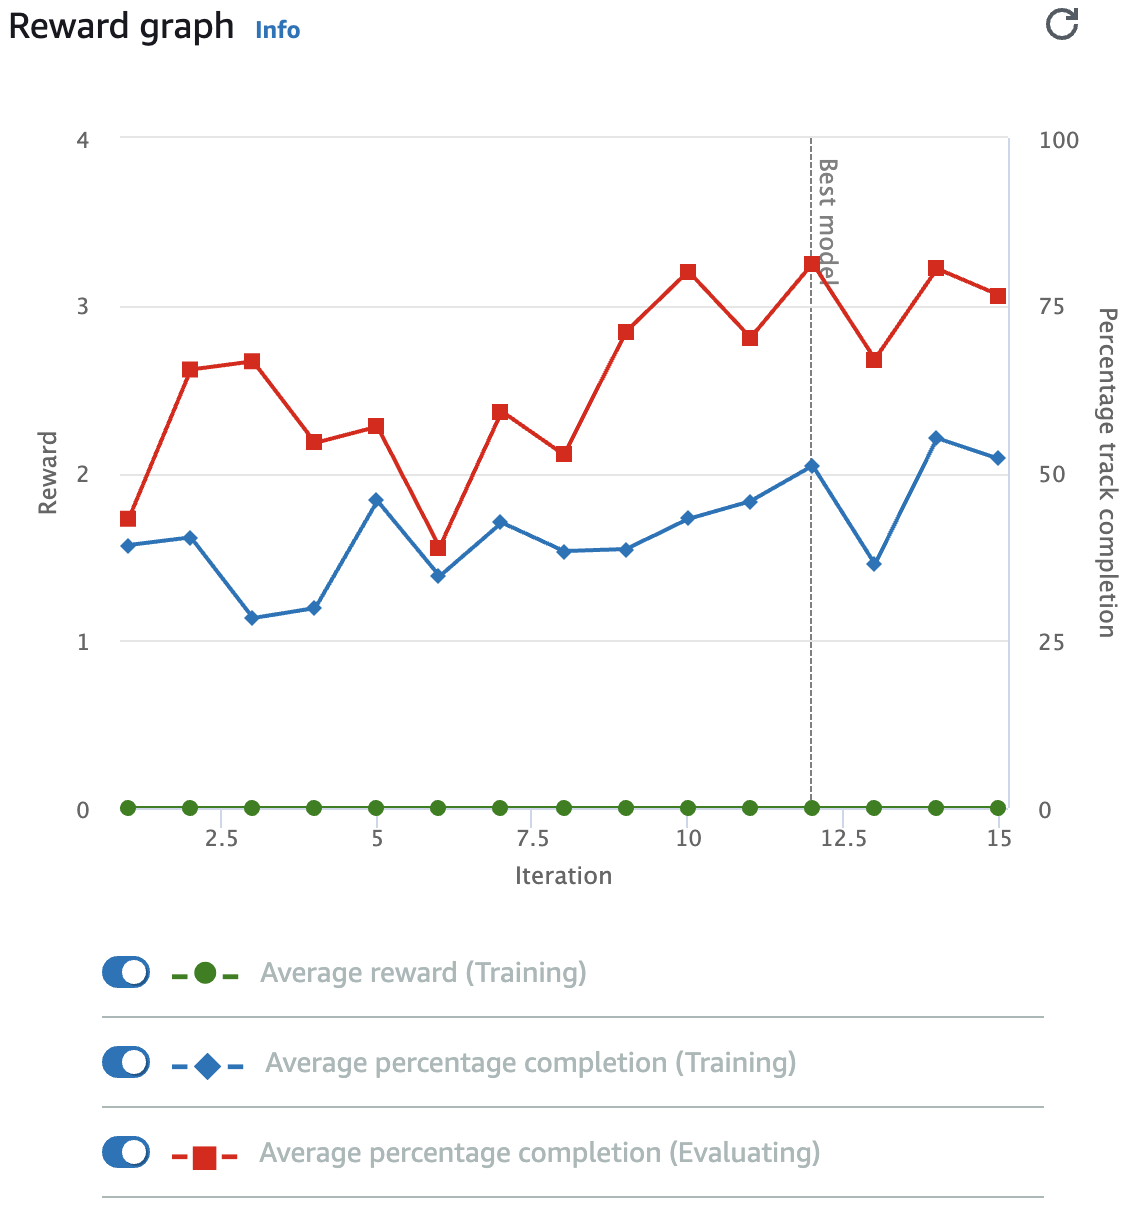 Reward graph Info
4
3
2
1
0
Reward
100
75
50
25
0
Percentage track completion
Best model
2.5 5 7.5 10 12.5 15
Iteration
Average reward (Training)
Average percentage completion (Training)
Average percentage completion (Evaluating)